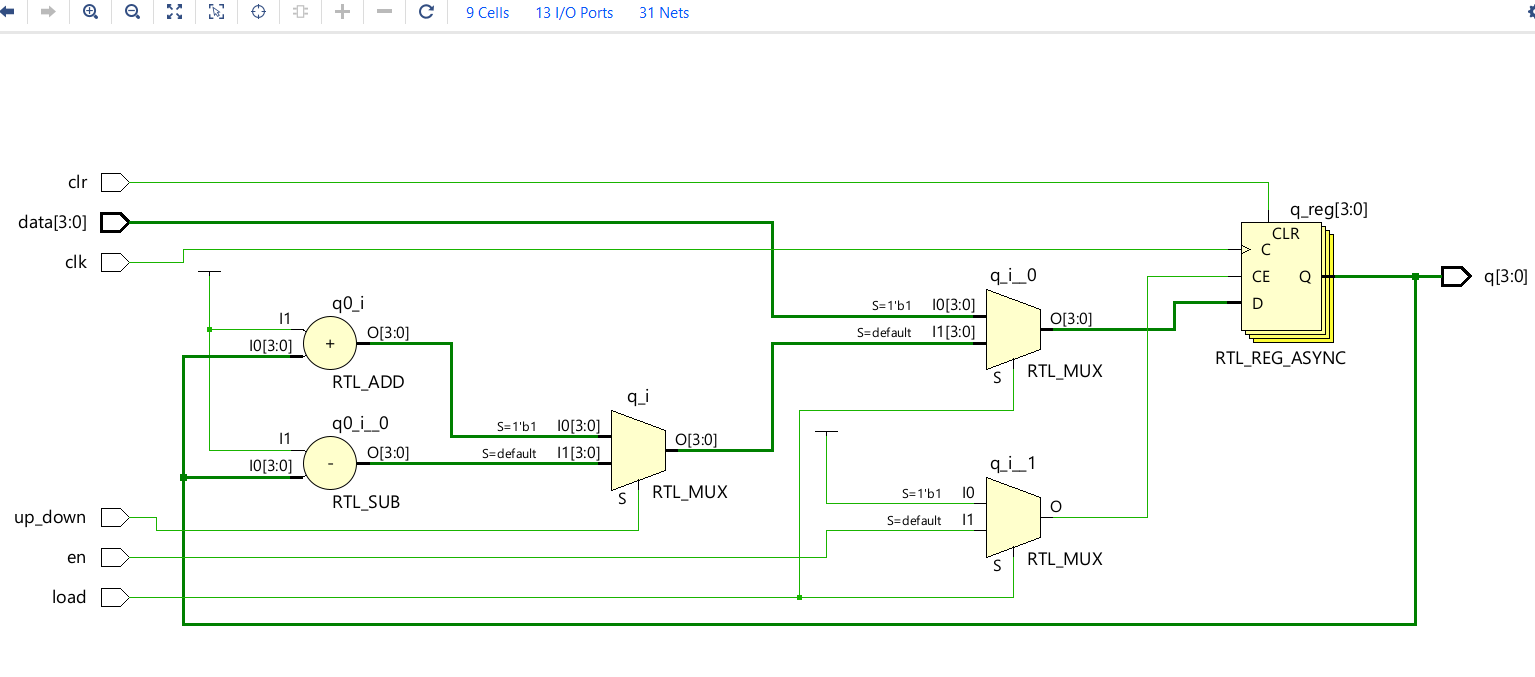 9 Cells 13 I/O Ports 31 Nets
clr
q_reg[3:0]
data[3:0]
CLR
C
clk
q_i__0
CE Q q[3:0]
q0_i
S=1'b1 I0[3:0]
D
I1
O[3:0]
O[3:0]
S=default I1[3:0]
I0[3:0]
+
RTL_REG_ASYNC
RTL_ADD
S
RTL_MUX
q_i
q0_i__0
S=1'b1 I0[3:0]
I1
O[3:0]
O[3:0]
S=default I1[3:0]
I0[3:0]
-
q_i__1
S
RTL_MUX
S=1'b1 I0
RTL_SUB
O
up_down
S=default I1
en
S
RTL_MUX
load